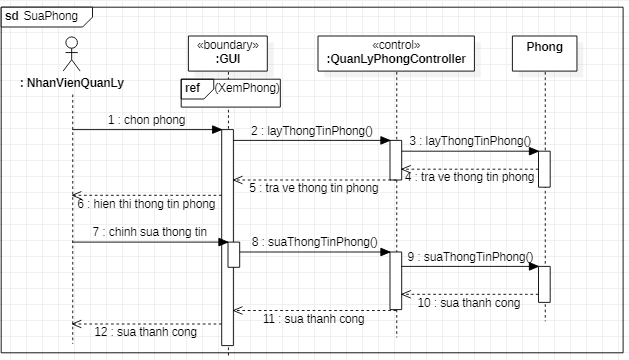 sd SuaPhong
: NhanVienQuanLy
«boundary»
:GUI
«control»
:QuanLyPhongController
Phong
ref (XemPhong)
1 : chon phong
2 : layThongTinPhong()
3 : layThongTinPhong()
4 : tra ve thong tin phong
5 : tra ve thong tin phong
6 : hien thi thong tin phong
7 : chinh sua thong tin
8 : suaThongTinPhong()
9 : suaThongTinPhong()
10 : sua thanh cong
11 : sua thanh cong
12 : sua thanh cong